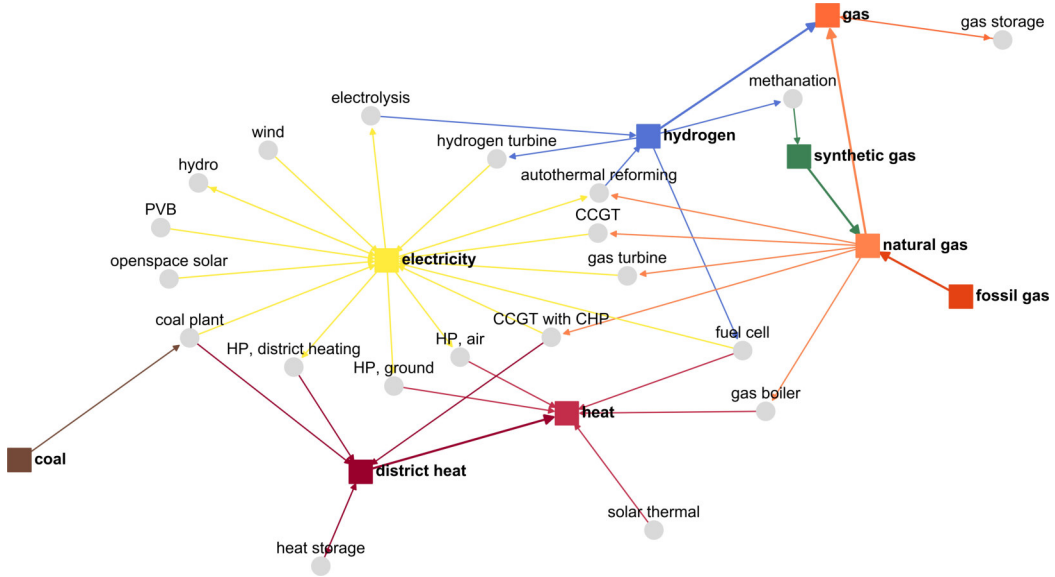 gas
gas storage
methanation
electrolysis
wind
hydrogen turbine
hydrogen
synthetic gas
hydro
autothermal reforming
PVB
CCGT
natural gas
openspace solar
electricity
gas turbine
fossil gas
coal plant
CCGT with CHP
fuel cell
HP, air
HP, district heating
HP, ground
gas boiler
heat
coal
district heat
solar thermal
heat storage